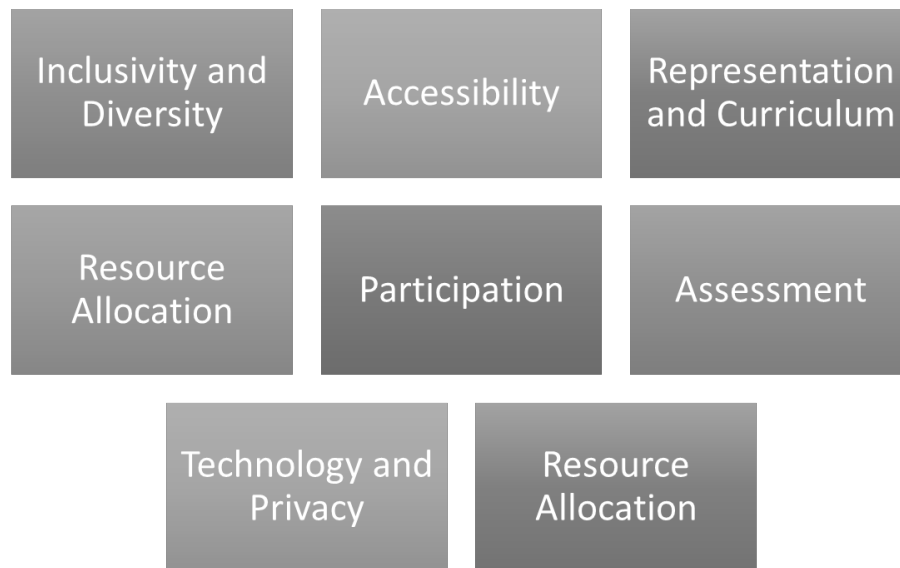 Inclusivity and
Diversity
Accessibility
Representation
and Curriculum
Resource
Allocation
Participation
Assessment
Technology and
Privacy
Resource
Allocation